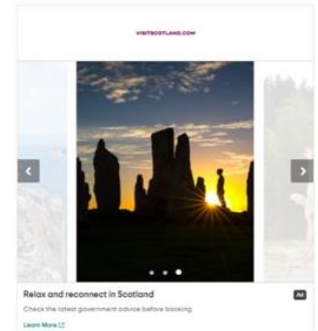 VISITSCOTLAND.COM
Relax and reconnect in Scotland
Ad
Check the latest government advice before booking
Learn More